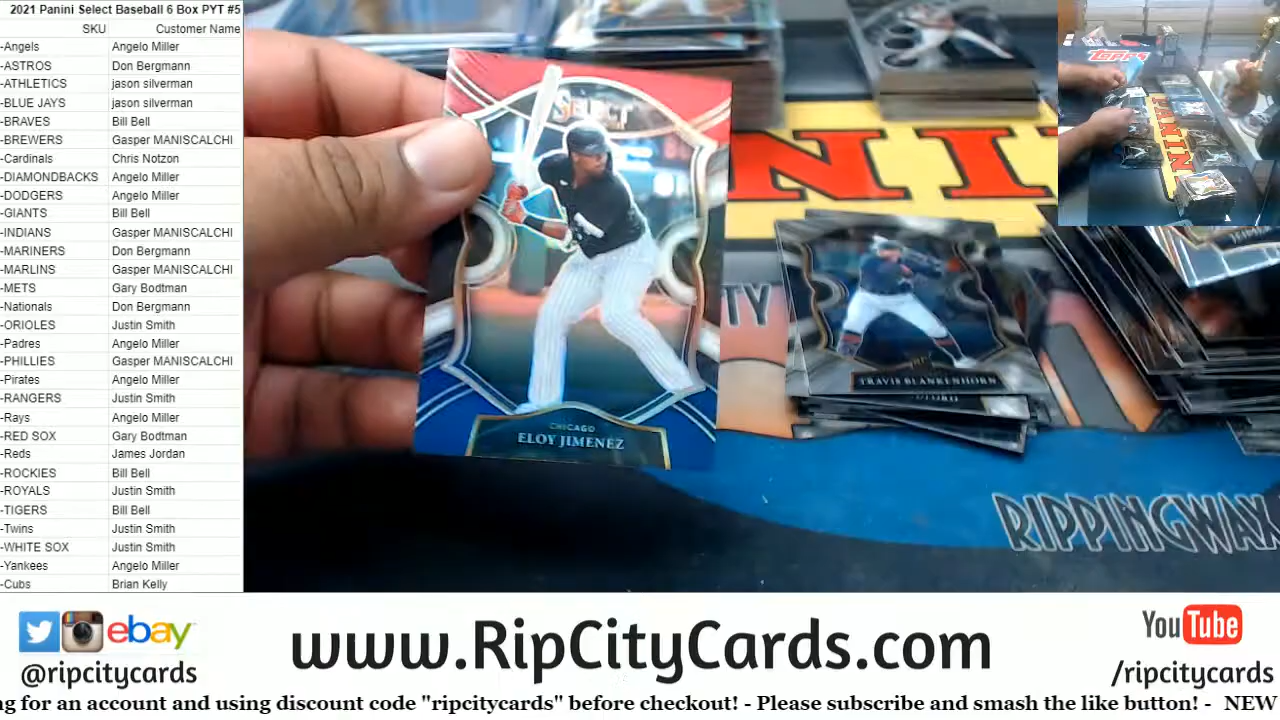 2021 Panini Select Baseball 6 Box PYT #5
SKU Customer Name
-Angels Angelo Miller
-ASTROS Don Bergmann
-ATHLETICS jason silverman
-BLUE JAYS jason silverman
-BRAVES Bill Bell
-BREWERS Gasper MANISCALCHI
-Cardinals Chris Notzon
-DIAMONDBACKS Angelo Miller
-DODGERS Angelo Miller
-GIANTS Bill Bell
-INDIANS Gasper MANISCALCHI
-MARINERS Don Bergmann
-MARLINS Gasper MANISCALCHI
-METS Gary Bodtman
-Nationals Don Bergmann
-ORIOLES Justin Smith
-Padres Angelo Miller
-PHILLIES Gasper MANISCALCHI
-Pirates Angelo Miller
-RANGERS Justin Smith
-Rays Angelo Miller
-RED SOX Gary Bodtman
-Reds James Jordan
-ROCKIES Bill Bell
-ROYALS Justin Smith
-TIGERS Bill Bell
-Twins Justin Smith
-WHITE SOX Justin Smith
-Yankees Angelo Miller
-Cubs Brian Kelly
SELECT
CHICAGO
ELOY JIMENEZ
NI
TY
TRAVIS BLANKENHORN
RIPPINGWAX
TOPPS
PANINI
ebay
@ripcitycards
www.RipCityCards.com
YouTube
/ripcitycards
ng for an account and using discount code "ripcitycards" before checkout! - Please subscribe and smash the like button! - NEW